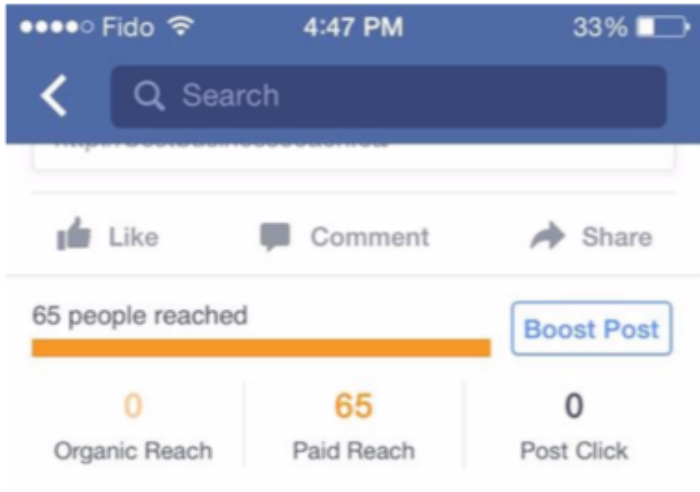 Fido 4:47 PM 33%
Search
Like Comment Share
65 people reached
Boost Post
0 65 0
Organic Reach Paid Reach Post Click